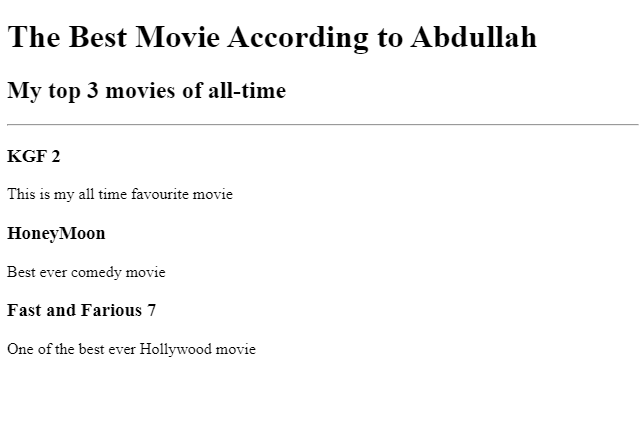 The Best Movie According to Abdullah
My top 3 movies of all-time
KGF 2
This is my all time favourite movie
HoneyMoon
Best ever comedy movie
Fast and Farious 7
One of the best ever Hollywood movie